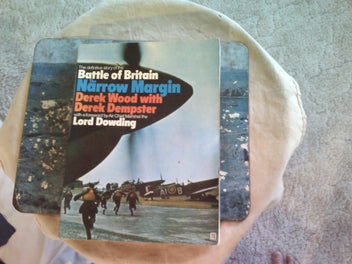 The definitive story of the
Battle of Britain
Narrow Margin
Derek Wood with
Derek Dempster
with a foreword by Air Chief Marshal the
Lord Dowding
AI B